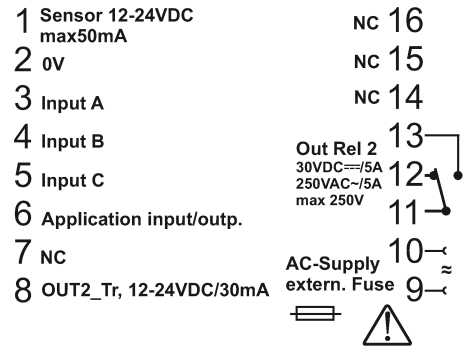 1 Sensor 12-24VDC
max50mA
2 0V
3 Input A
4 Input B
5 Input C
6 Application input/outp.
7 NC
8 OUT2_Tr, 12-24VDC/30mA
NC 16
NC 15
NC 14
13
Out Rel 2
30VDC⎓/5A 12
250VAC~/5A
max 250V 11
10
AC-Supply ≈
extern. Fuse 9